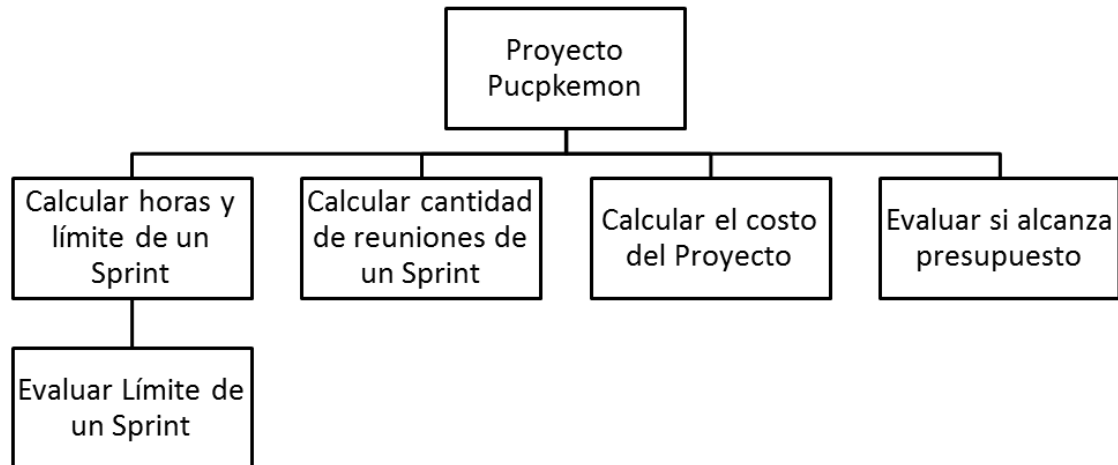 Proyecto
Pucpkemon
Calcular horas y
límite de un
Sprint
Calcular cantidad
de reuniones de
un Sprint
Calcular el costo
del Proyecto
Evaluar si alcanza
presupuesto
Evaluar Límite de
un Sprint